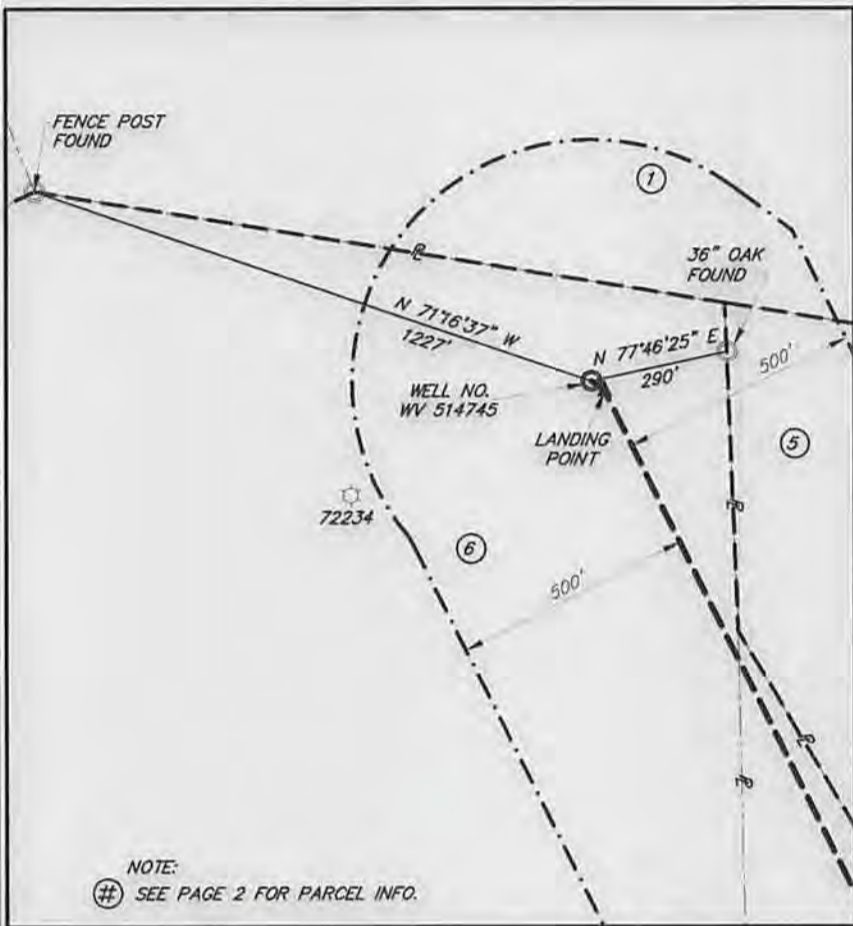 FENCE POST
FOUND
1
36" OAK
FOUND
N 71°16'37" W
1227'
N 77°46'25" E
290'
500'
WELL NO.
WV 514745
LANDING
POINT
5
72234
6
500'
NOTE:
# SEE PAGE 2 FOR PARCEL INFO.